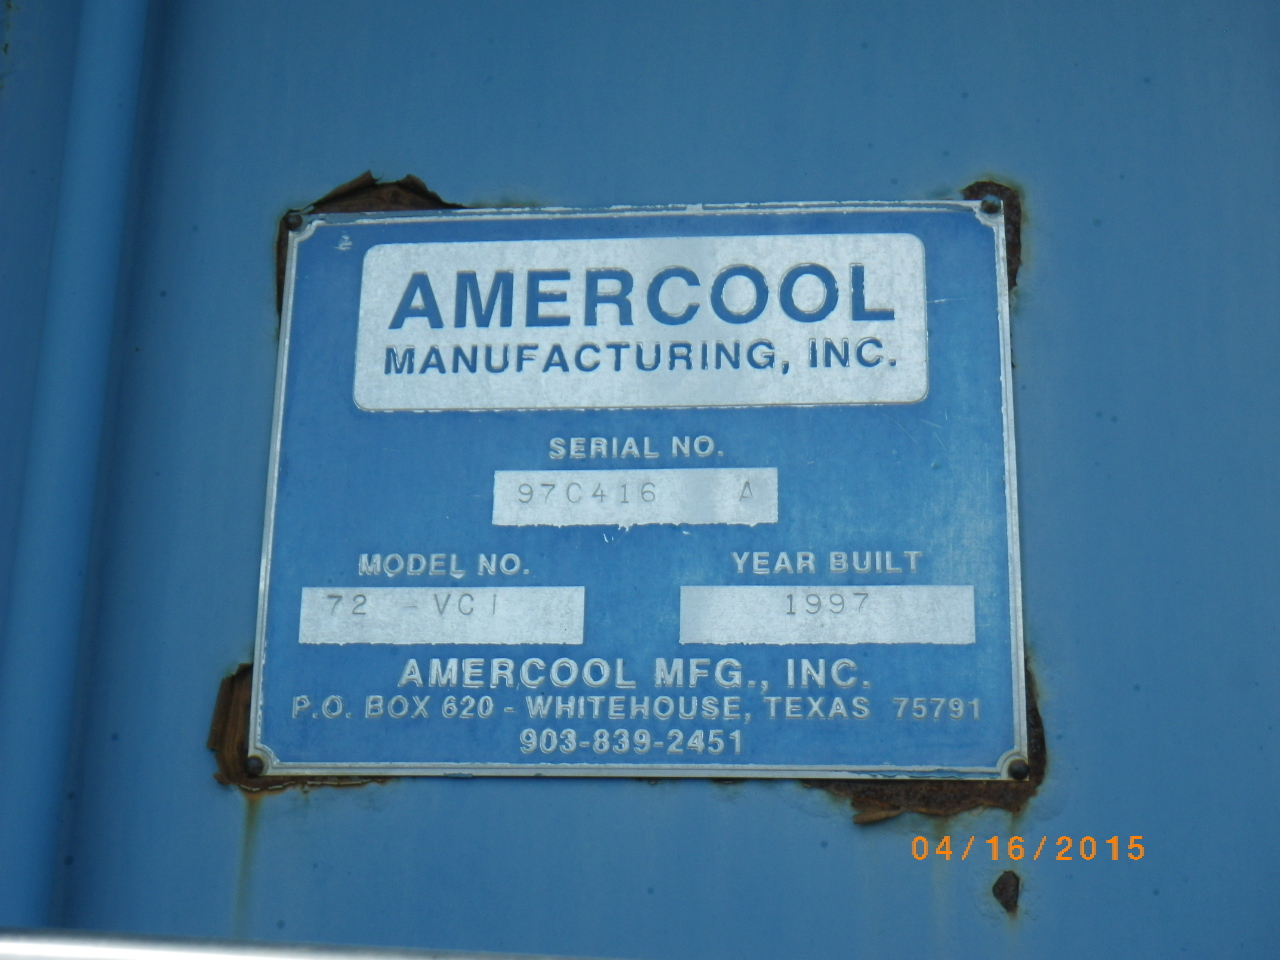 AMERCOOL
MANUFACTURING, INC.
SERIAL NO.
97C416 A
MODEL NO. YEAR BUILT
72 - VCI 1997
AMERCOOL MFG., INC.
P.O. BOX 620 - WHITEHOUSE, TEXAS 75791
903-839-2451
04/16/2015